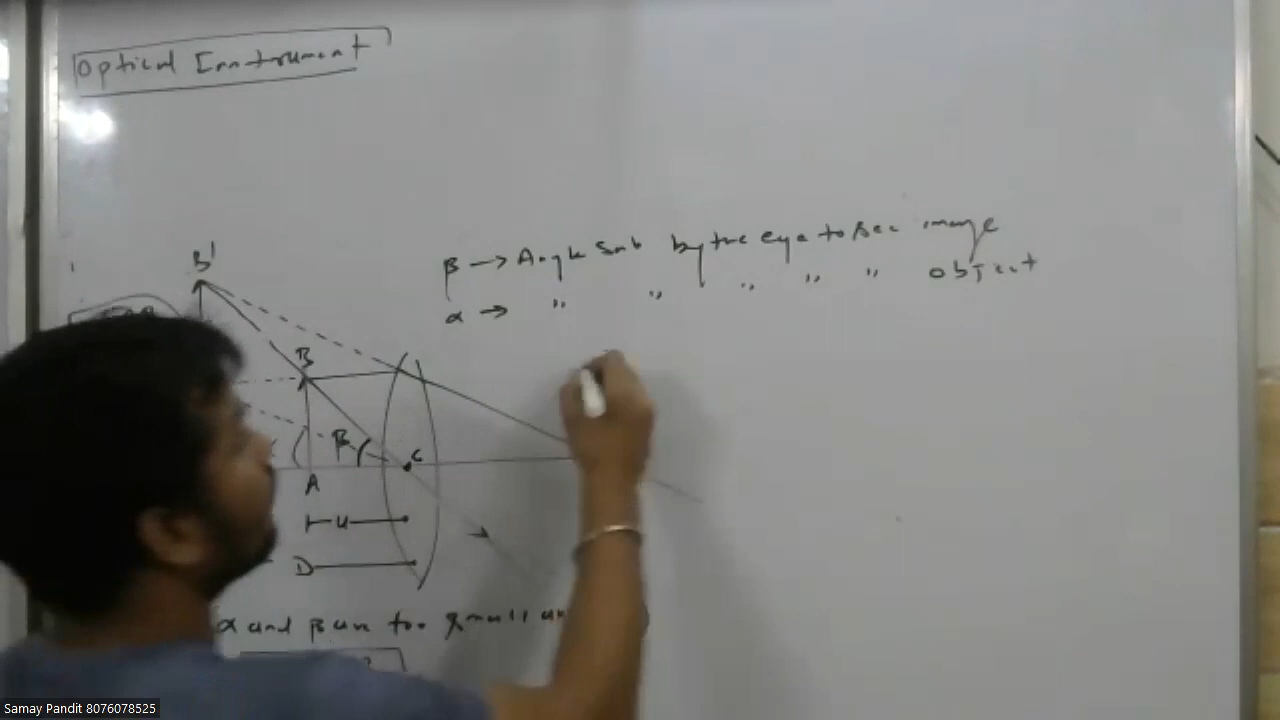 Optical Instrument
β → Angle Sub by the eye to see image
α → " " " " " object
B'
B
β
C
A
u
D
α and β are too small
Samay Pandit 8076078525